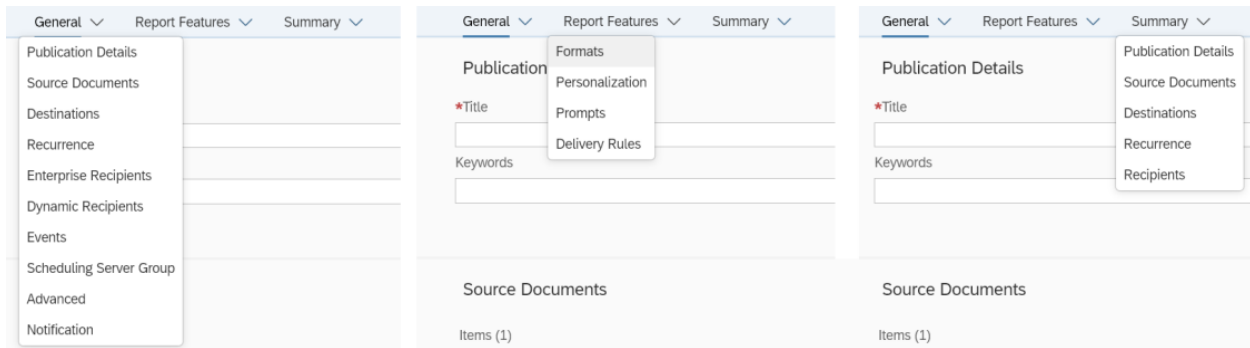 General Report Features Summary
Publication Details
Source Documents
Destinations
Recurrence
Enterprise Recipients
Dynamic Recipients
Events
Scheduling Server Group
Advanced
Notification
General Report Features Summary
Formats
Personalization
Prompts
Delivery Rules
Publication
*Title
Keywords
Source Documents
Items (1)
General Report Features Summary
Publication Details
Source Documents
Destinations
Recurrence
Recipients
Publication Details
*Title
Keywords
Source Documents
Items (1)